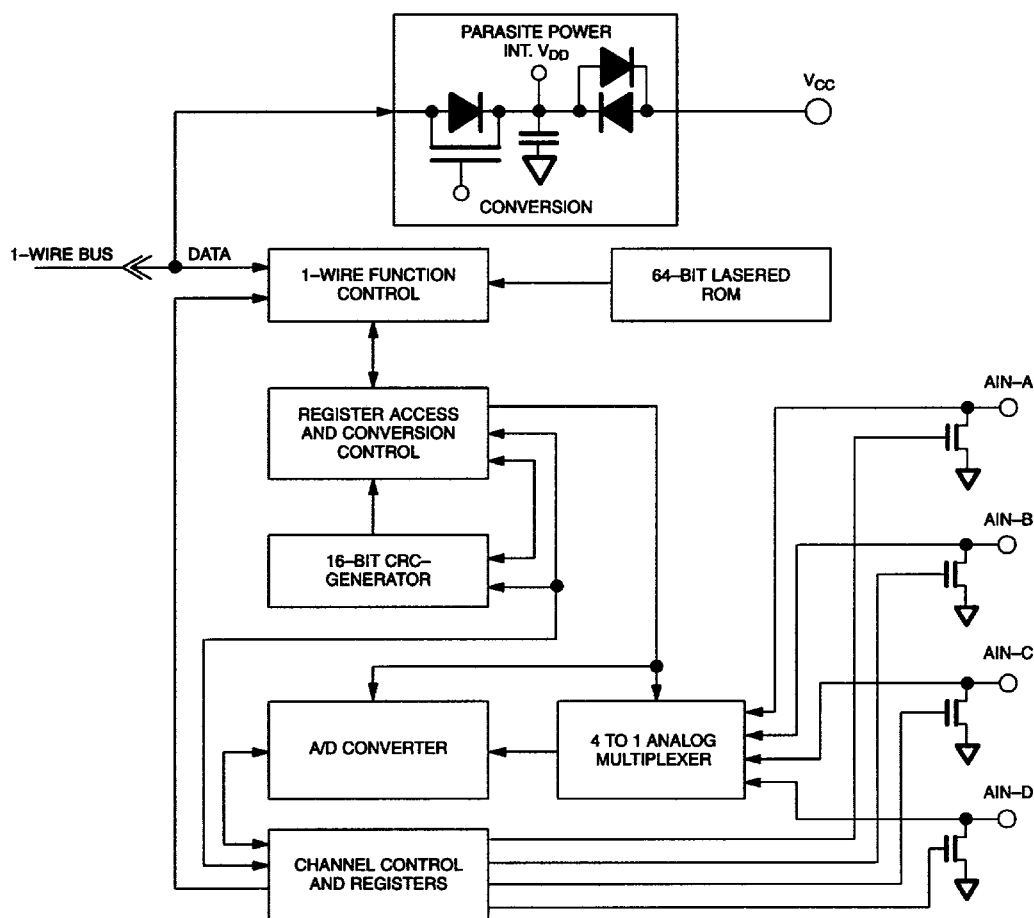 PARASITE POWER
INT. VDD
VCC
CONVERSION
1–WIRE BUS
DATA
1–WIRE FUNCTION
CONTROL
64–BIT LASERED
ROM
REGISTER ACCESS
AND CONVERSION
CONTROL
AIN–A
16–BIT CRC–
GENERATOR
AIN–B
AIN–C
A/D CONVERTER
4 TO 1 ANALOG
MULTIPLEXER
AIN–D
CHANNEL CONTROL
AND REGISTERS